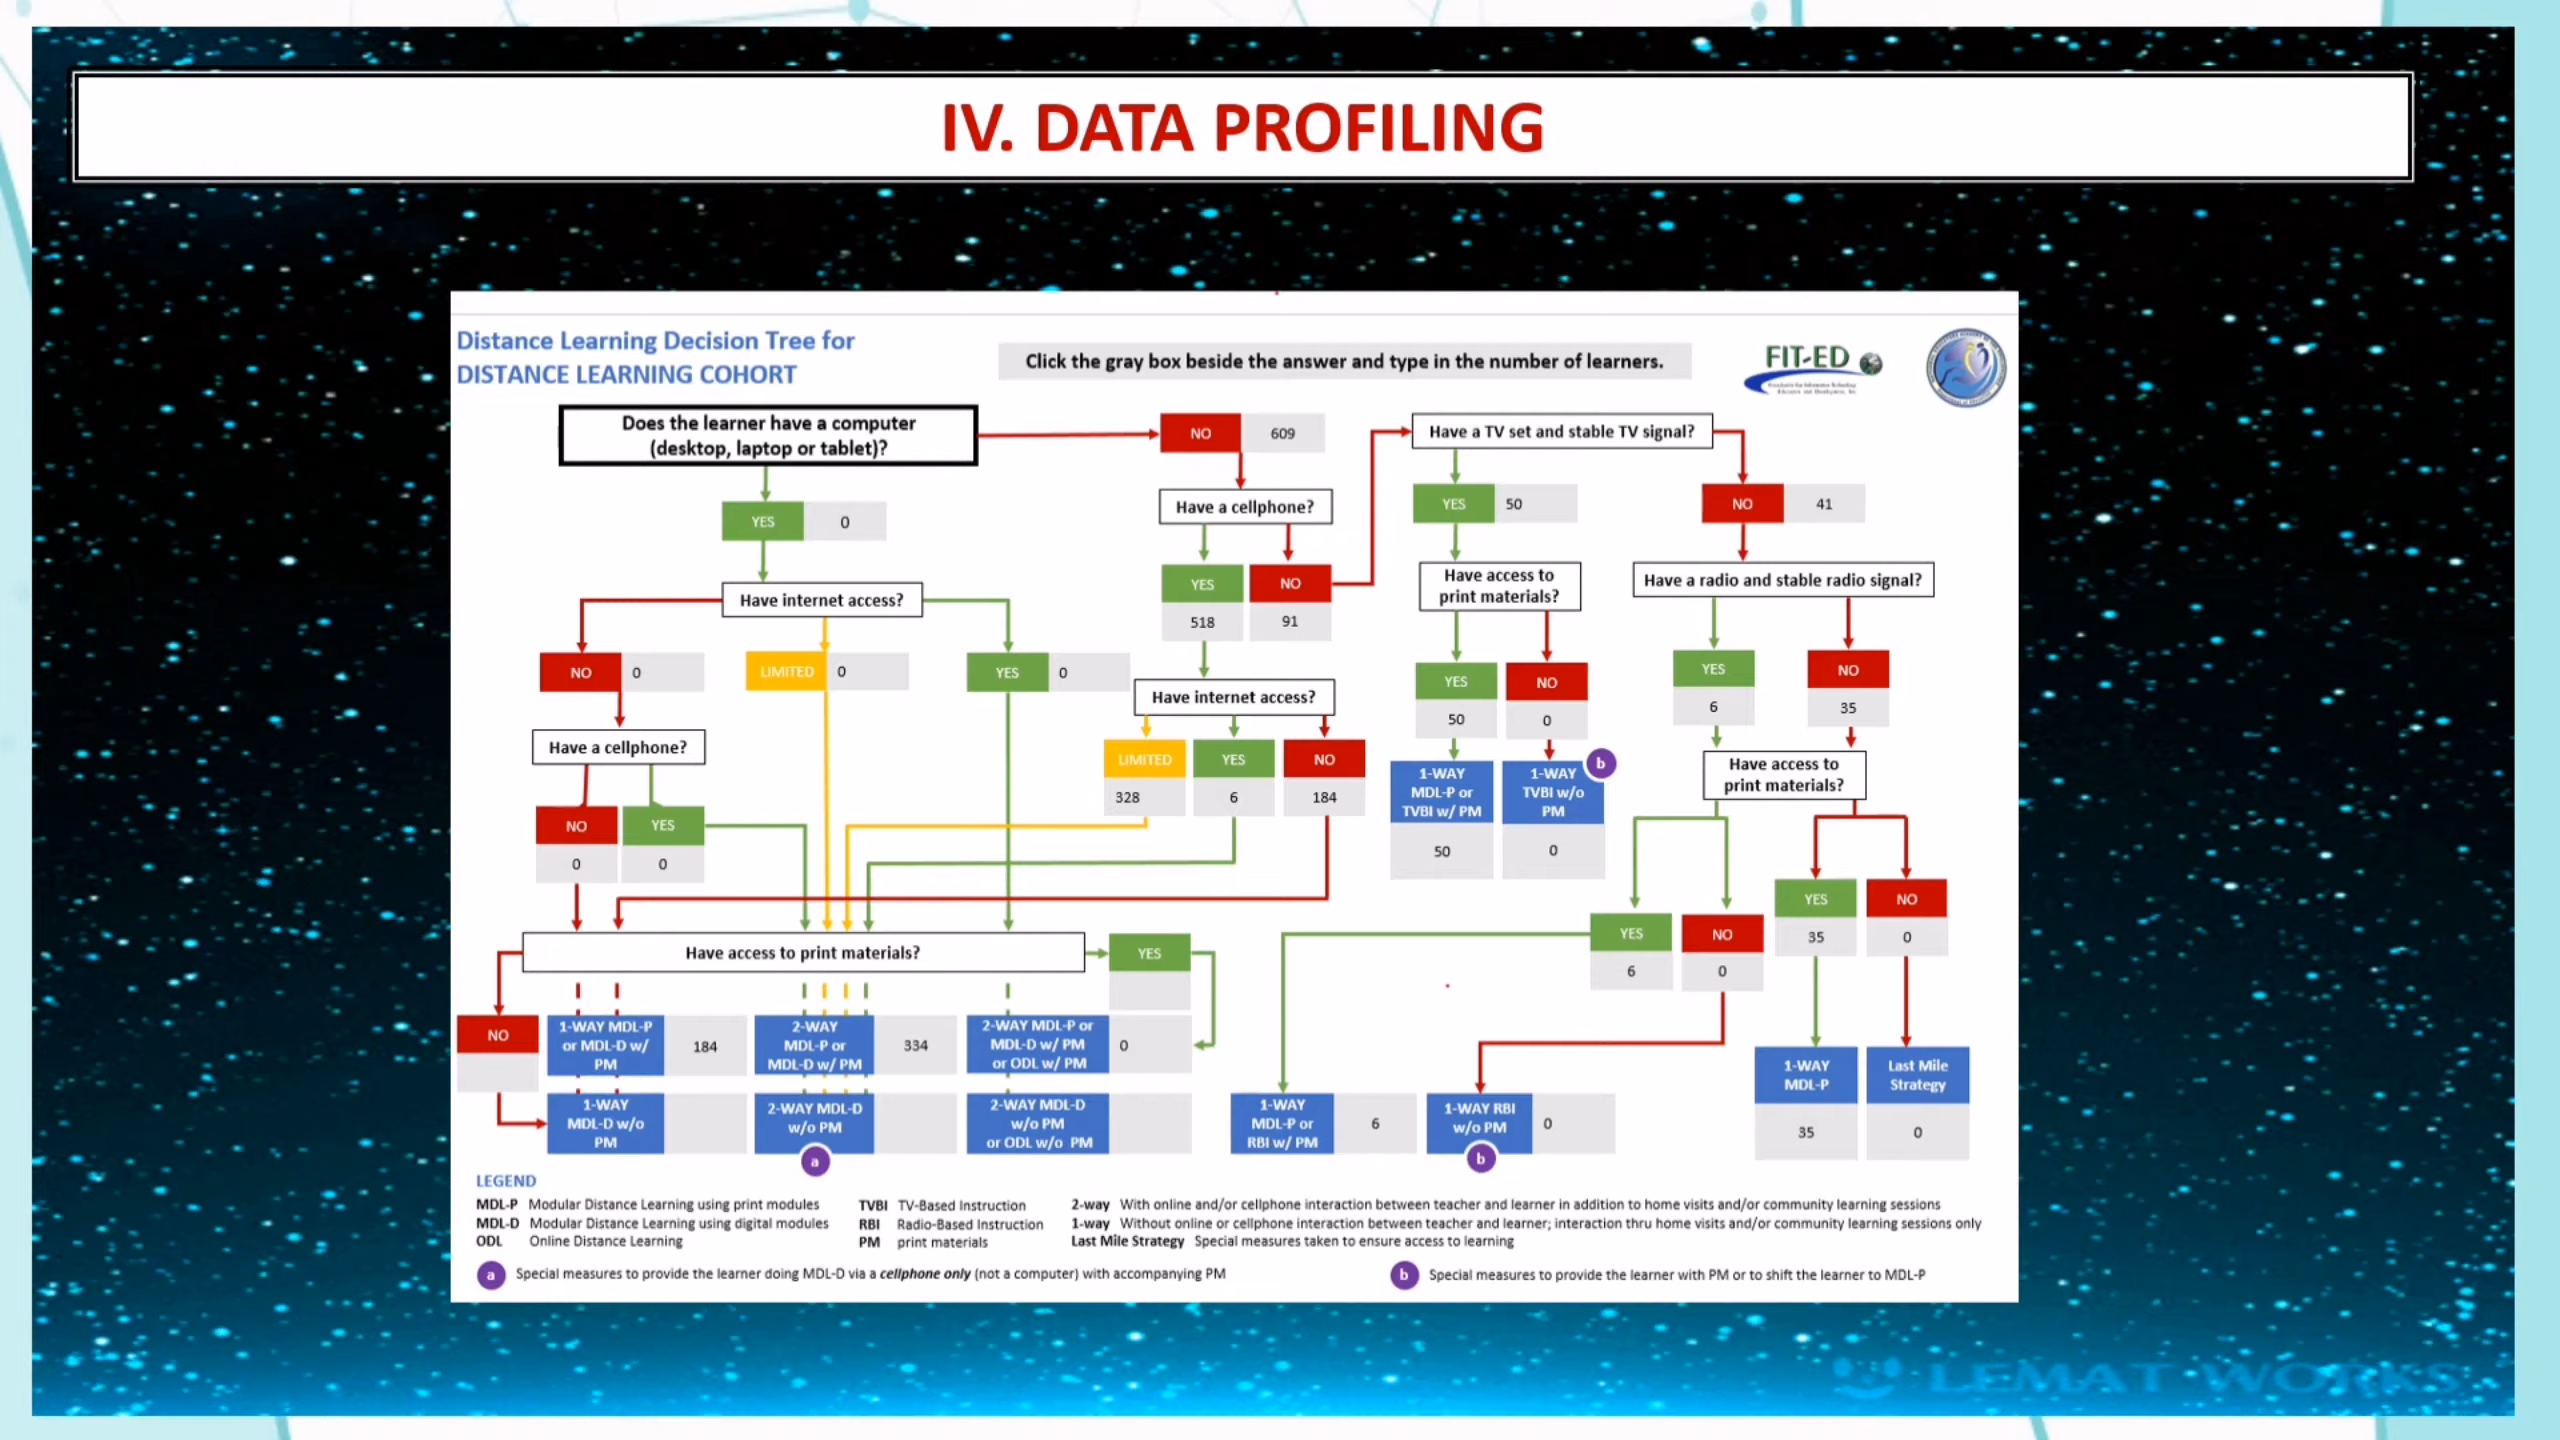 IV. DATA PROFILING
Distance Learning Decision Tree for
DISTANCE LEARNING COHORT
Click the gray box beside the answer and type in the number of learners.
FIT-ED
Does the learner have a computer
(desktop, laptop or tablet)?
NO 609
Have a TV set and stable TV signal?
YES 0
Have a cellphone?
YES 50
NO 41
Have internet access?
YES
518
NO
91
Have access to
print materials?
Have a radio and stable radio signal?
NO 0
LIMITED 0
YES 0
Have internet access?
YES
50
NO
0
YES
6
NO
35
Have a cellphone?
LIMITED
328
YES
6
NO
184
1-WAY
MDL-P or
TVBI w/ PM
50
1-WAY
TVBI w/o
PM
0
b
Have access to
print materials?
NO
0
YES
0
YES
35
NO
0
YES
6
NO
0
Have access to print materials?
YES
NO
1-WAY MDL-P
or MDL-D w/
PM
184
2-WAY
MDL-P or
MDL-D w/ PM
334
2-WAY MDL-P or
MDL-D w/ PM
or ODL w/ PM
0
1-WAY
MDL-D w/o
PM
2-WAY MDL-D
w/o PM
a
2-WAY MDL-D
w/o PM
or ODL w/o PM
1-WAY
MDL-P or
RBI w/ PM
6
1-WAY RBI
w/o PM
0
b
1-WAY
MDL-P
35
Last Mile
Strategy
0
LEGEND
MDL-P Modular Distance Learning using print modules
MDL-D Modular Distance Learning using digital modules
ODL Online Distance Learning
TVBI TV-Based Instruction
RBI Radio-Based Instruction
PM print materials
2-way With online and/or cellphone interaction between teacher and learner in addition to home visits and/or community learning sessions
1-way Without online or cellphone interaction between teacher and learner; interaction thru home visits and/or community learning sessions only
Last Mile Strategy Special measures taken to ensure access to learning
a Special measures to provide the learner doing MDL-D via a cellphone only (not a computer) with accompanying PM
b Special measures to provide the learner with PM or to shift the learner to MDL-P
LEMAT WORKS